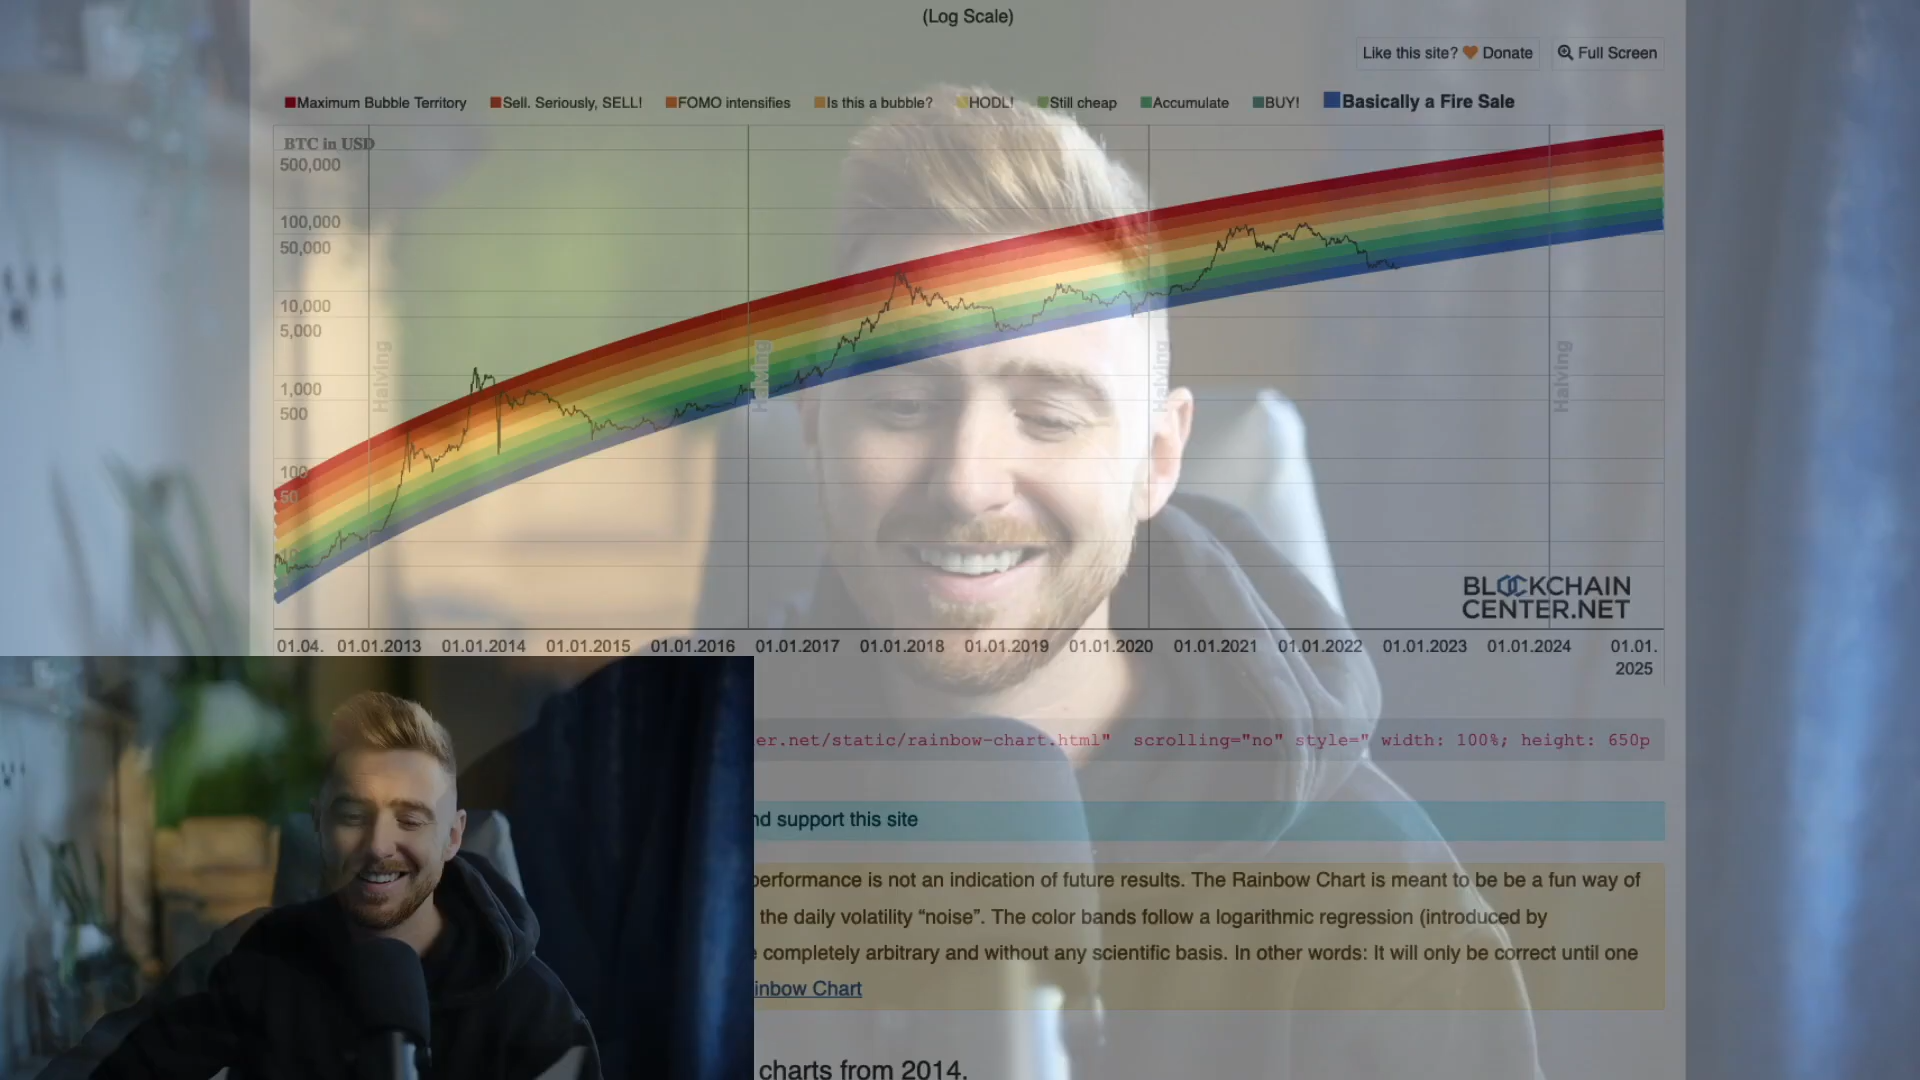 (Log Scale)
Like this site? Donate Full Screen
Maximum Bubble Territory Sell. Seriously, SELL! FOMO intensifies Is this a bubble? HODL! Still cheap Accumulate BUY! Basically a Fire Sale
BTC in USD
500,000
100,000
50,000
10,000
5,000
1,000
500
100
50
10
Halving
Halving
Halving
Halving
BLOCKCHAIN
CENTER.NET
01.04. 01.01.2013 01.01.2014 01.01.2015 01.01.2016 01.01.2017 01.01.2018 01.01.2019 01.01.2020 01.01.2021 01.01.2022 01.01.2023 01.01.2024 01.01.
2025
er.net/static/rainbow-chart.html" scrolling="no" style=" width: 100%; height: 650p
nd support this site
performance is not an indication of future results. The Rainbow Chart is meant to be be a fun way of
the daily volatility “noise”. The color bands follow a logarithmic regression (introduced by
completely arbitrary and without any scientific basis. In other words: It will only be correct until one
inbow Chart
charts from 2014.